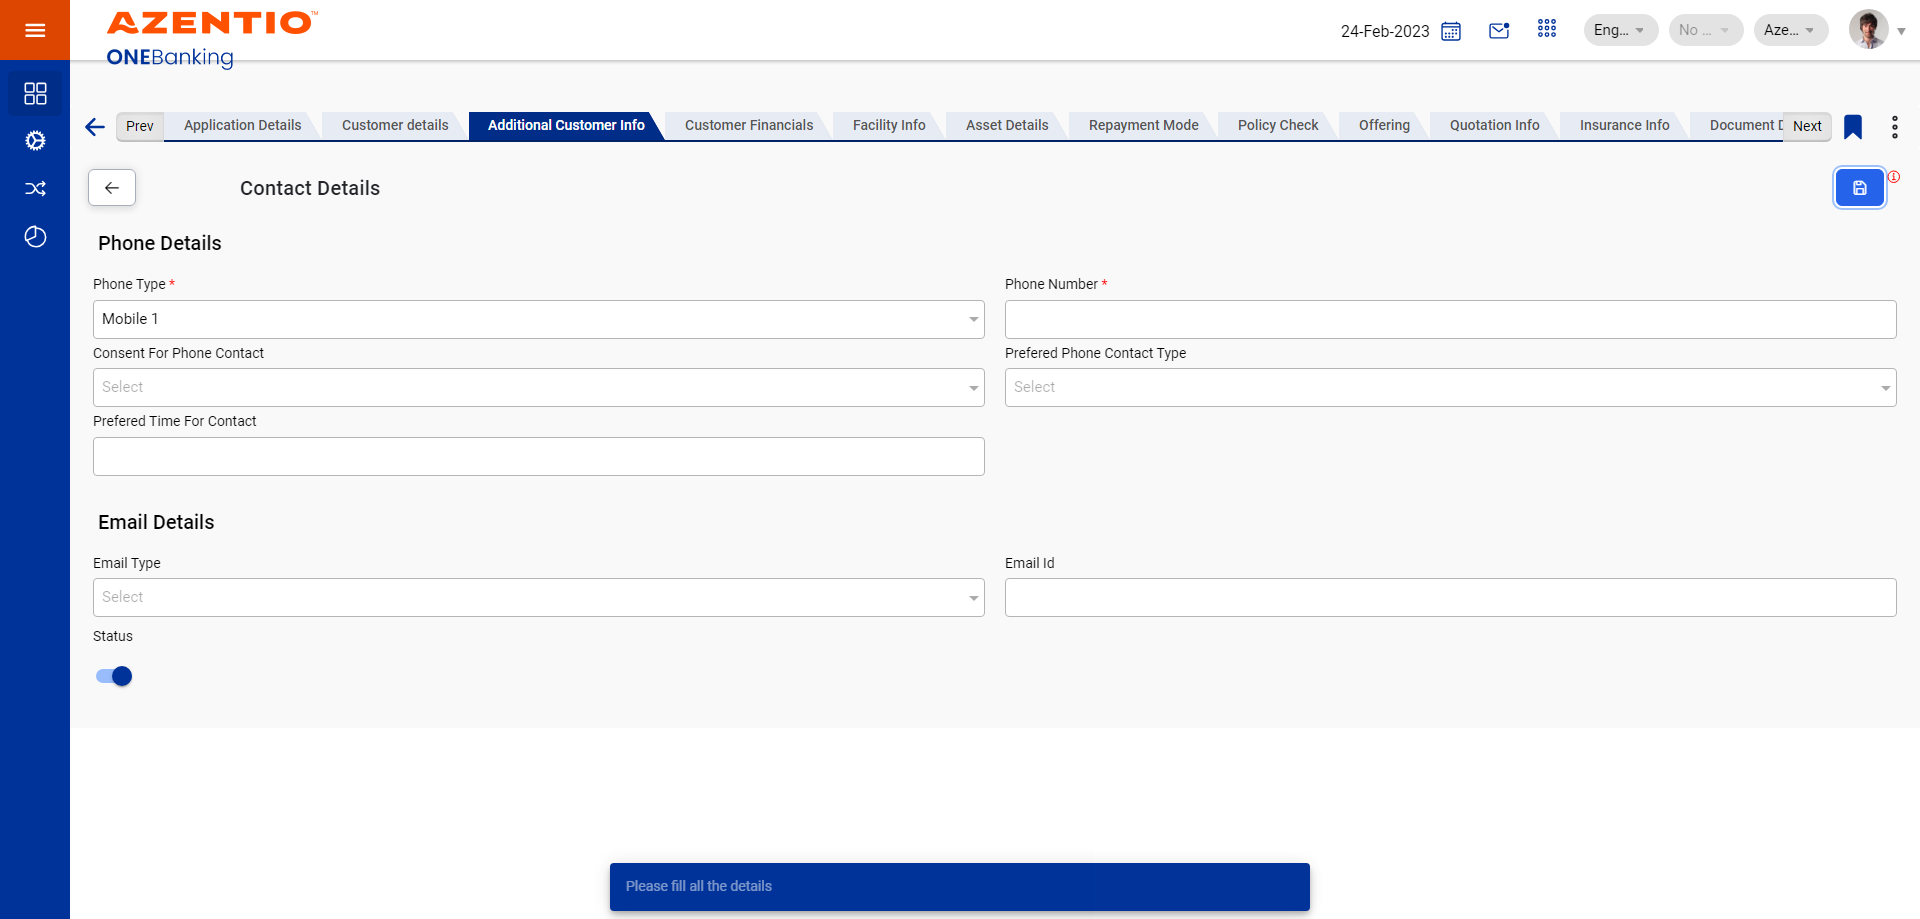 AZENTIO™
ONEBanking
24-Feb-2023
Eng...
No ...
Aze...
Prev
Application Details
Customer details
Additional Customer Info
Customer Financials
Facility Info
Asset Details
Repayment Mode
Policy Check
Offering
Quotation Info
Insurance Info
Document D
Next
Contact Details
Phone Details
Phone Type *
Phone Number *
Mobile 1
Consent For Phone Contact
Prefered Phone Contact Type
Select
Select
Prefered Time For Contact
Email Details
Email Type
Email Id
Select
Status
Please fill all the details